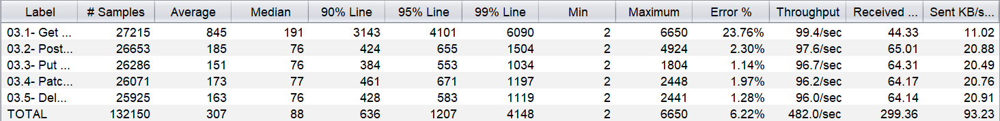 Label # Samples Average Median 90% Line 95% Line 99% Line Min Maximum Error % Throughput Received ... Sent KB/s...
03.1- Get ... 27215 845 191 3143 4101 6090 2 6650 23.76% 99.4/sec 44.33 11.02
03.2- Post... 26653 185 76 424 655 1504 2 4924 2.30% 97.6/sec 65.01 20.88
03.3- Put ... 26286 151 76 384 553 1034 2 1804 1.14% 96.7/sec 64.31 20.49
03.4- Patc... 26071 173 77 461 671 1197 2 2448 1.97% 96.2/sec 64.17 20.76
03.5- Del... 25925 163 76 428 583 1119 2 2441 1.28% 96.0/sec 64.14 20.91
TOTAL 132150 307 88 636 1207 4148 2 6650 6.22% 482.0/sec 299.36 93.23